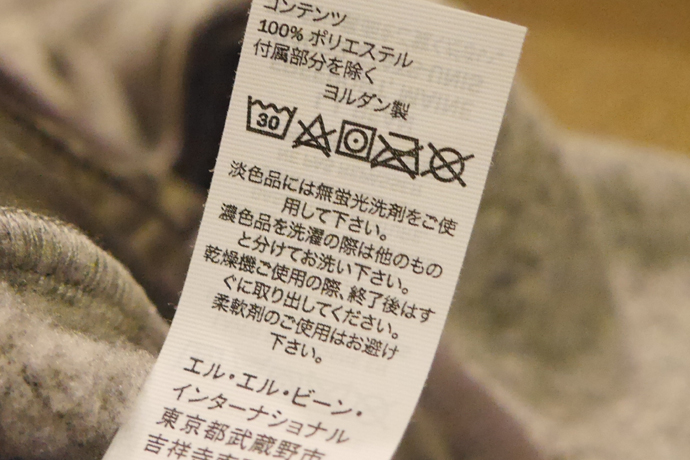 コンテンツ
100% ポリエステル
付属部分を除く
ヨルダン製
30
淡色品には無蛍光洗剤をご使
用して下さい。
濃色品を洗濯の際は他のもの
と分けてお洗い下さい。
乾燥機ご使用の際、終了後はす
ぐに取り出してください。
柔軟剤のご使用はお避け
下さい。
エル・エル・ビーン・
インターナショナル
東京都武蔵野市
吉祥寺